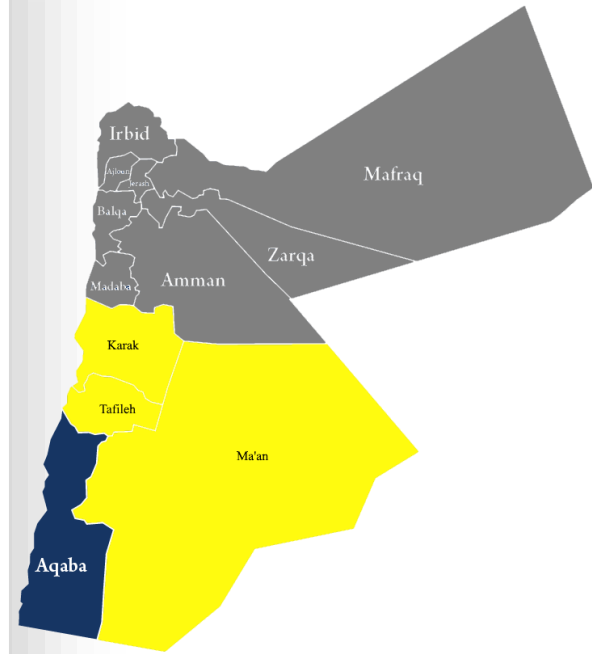 Irbid
Ajloun
Jerash
Mafraq
Balqa
Zarqa
Amman
Madaba
Karak
Tafileh
Ma'an
Aqaba